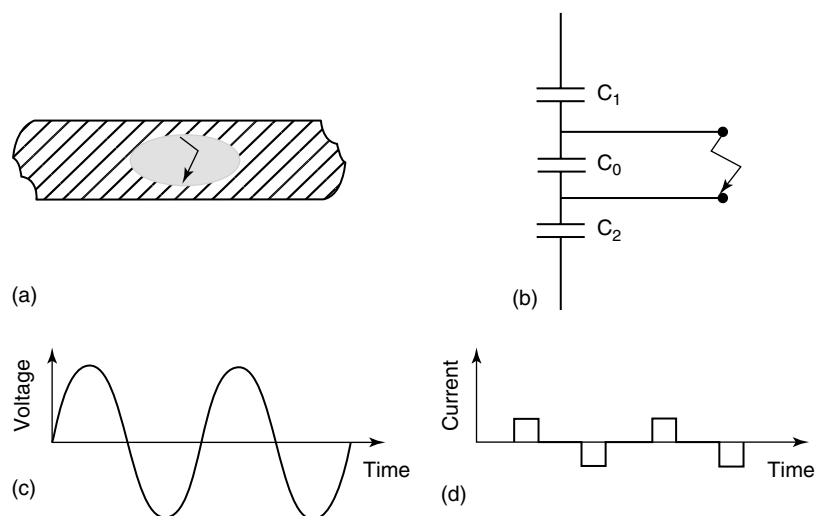 C₁
C₀
C₂
(a)
(b)
Voltage
Time
(c)
Current
Time
(d)